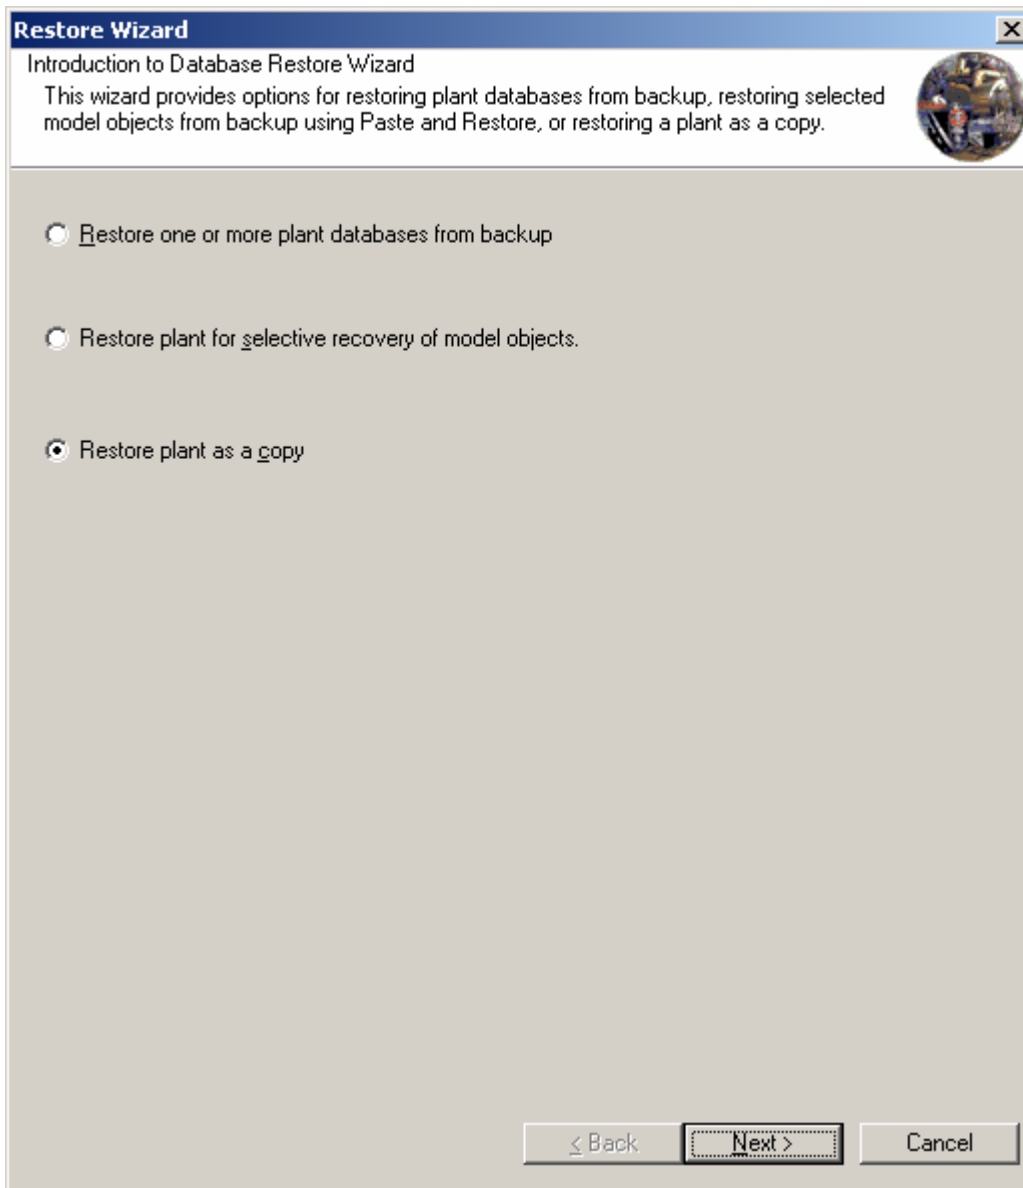 Restore Wizard
Introduction to Database Restore Wizard
This wizard provides options for restoring plant databases from backup, restoring selected
model objects from backup using Paste and Restore, or restoring a plant as a copy.
Restore one or more plant databases from backup
Restore plant for selective recovery of model objects.
Restore plant as a copy
< Back
Next >
Cancel